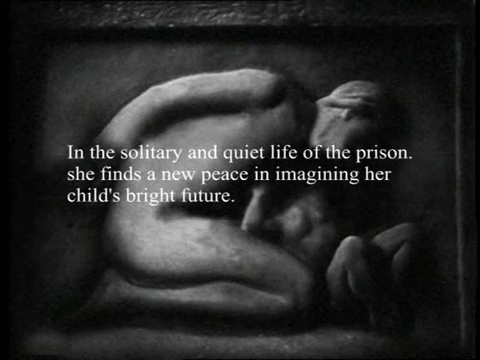 In the solitary and quiet life of the prison.
she finds a new peace in imagining her
child's bright future.